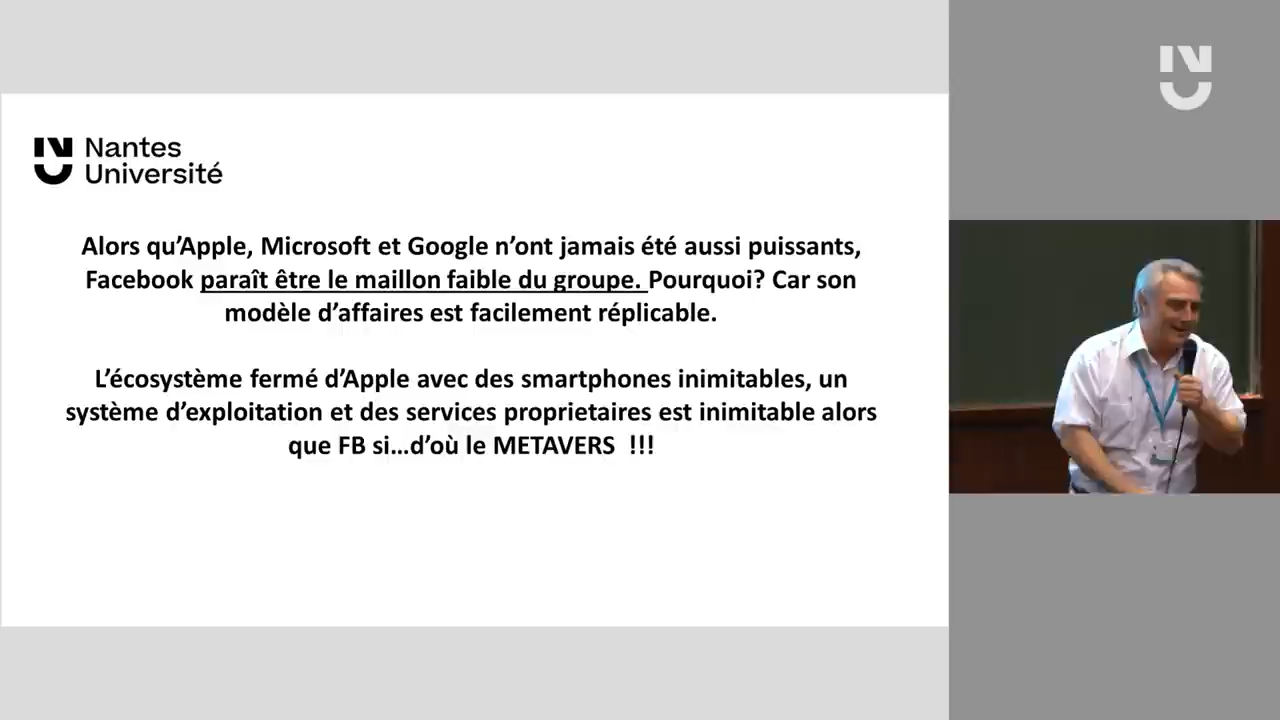 Nantes
Université
Alors qu’Apple, Microsoft et Google n’ont jamais été aussi puissants,
Facebook paraît être le maillon faible du groupe. Pourquoi? Car son
modèle d’affaires est facilement réplicable.
L’écosystème fermé d’Apple avec des smartphones inimitables, un
système d’exploitation et des services proprietaires est inimitable alors
que FB si…d’où le METAVERS !!!